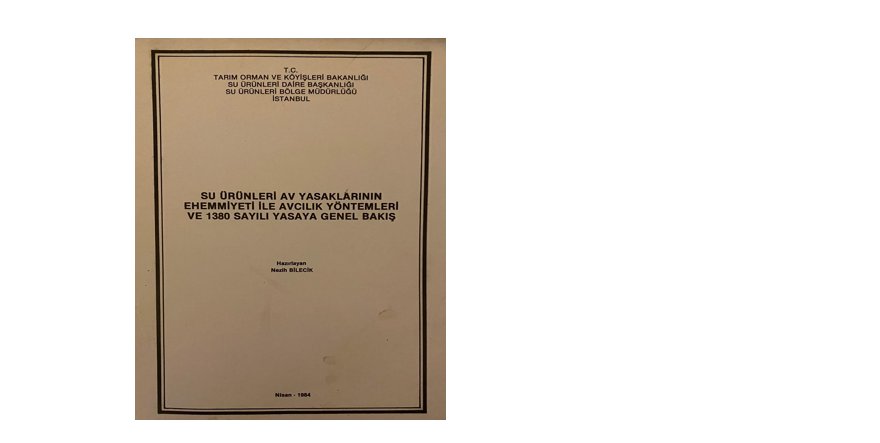 T.C.
TARIM ORMAN VE KÖYİŞLERİ BAKANLIĞI
SU ÜRÜNLERİ DAİRE BAŞKANLIĞI
SU ÜRÜNLERİ BÖLGE MÜDÜRLÜĞÜ
İSTANBUL
SU ÜRÜNLERİ AV YASAKLÁRININ
EHEMMİYETİ İLE AVCILIK YÖNTEMLERİ
VE 1380 SAYILI YASAYA GENEL BAKIŞ
Hazırlayan
Nezih BİLECİK
Nisan - 1984